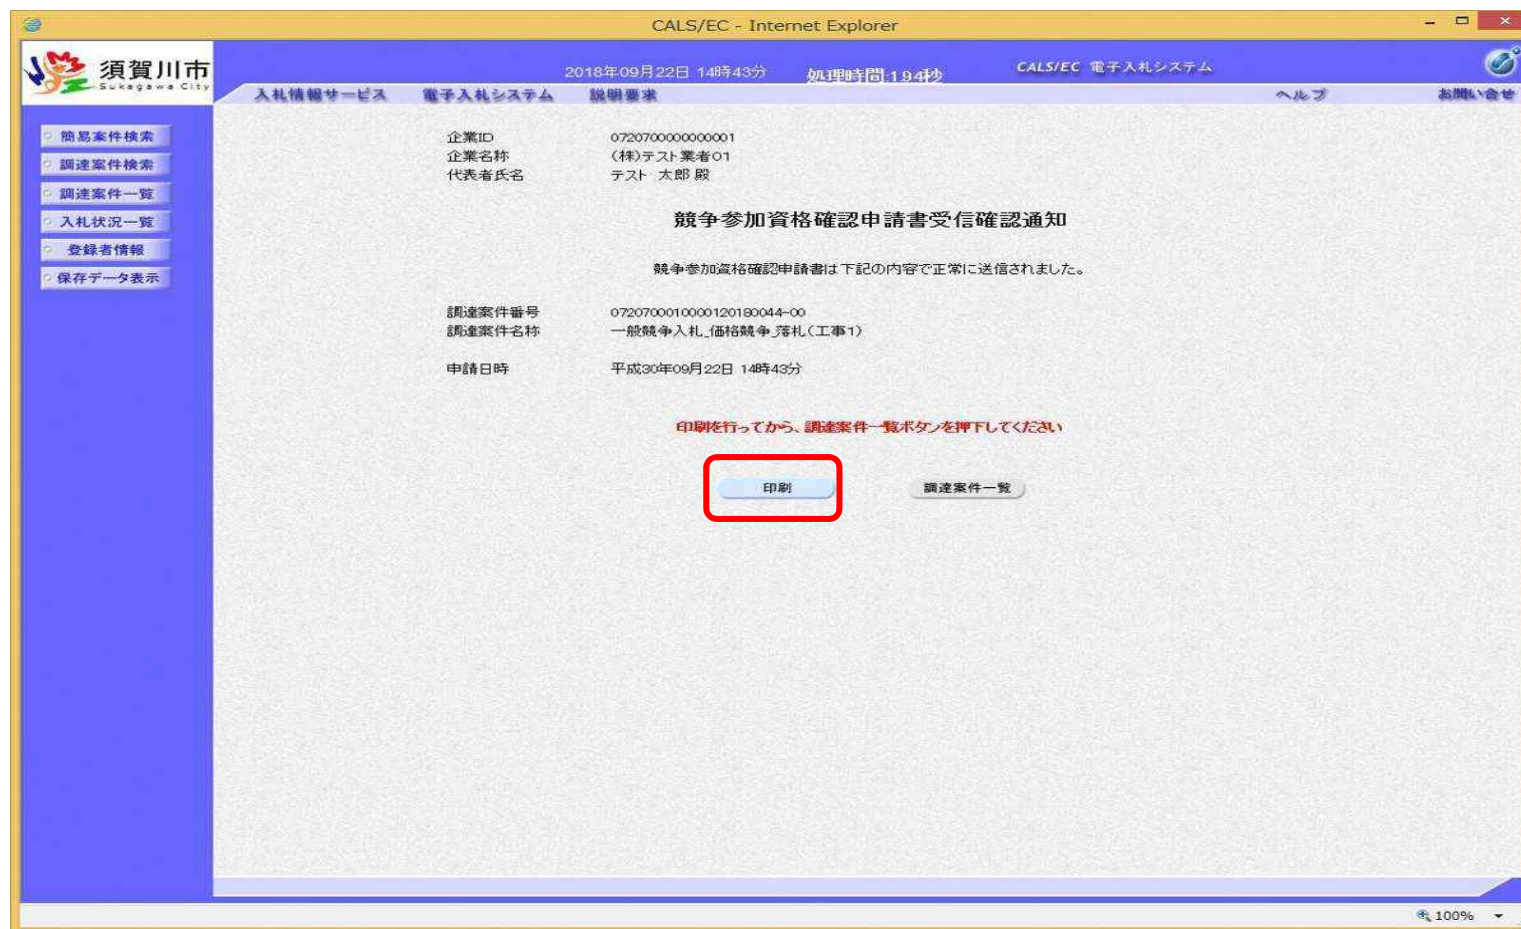 CALS/EC - Internet Explorer
須賀川市
Sukagawa City
2018年09月22日 14時43分
処理時間:1.94秒
CALS/EC 電子入札システム
入札情報サービス
電子入札システム
説明要求
ヘルプ
お問い合せ
簡易案件検索
調達案件検索
調達案件一覧
入札状況一覧
登録者情報
保存データ表示
企業ID 0720700000000001
企業名称 (株)テスト業者01
代表者氏名 テスト 太郎 殿
競争参加資格確認申請書受信確認通知
競争参加資格確認申請書は下記の内容で正常に送信されました。
調達案件番号 0720700010000120180044-00
調達案件名称 一般競争入札_価格競争_落札(工事1)
申請日時 平成30年09月22日 14時43分
印刷を行ってから、調達案件一覧ボタンを押下してください
印刷
調達案件一覧
100%